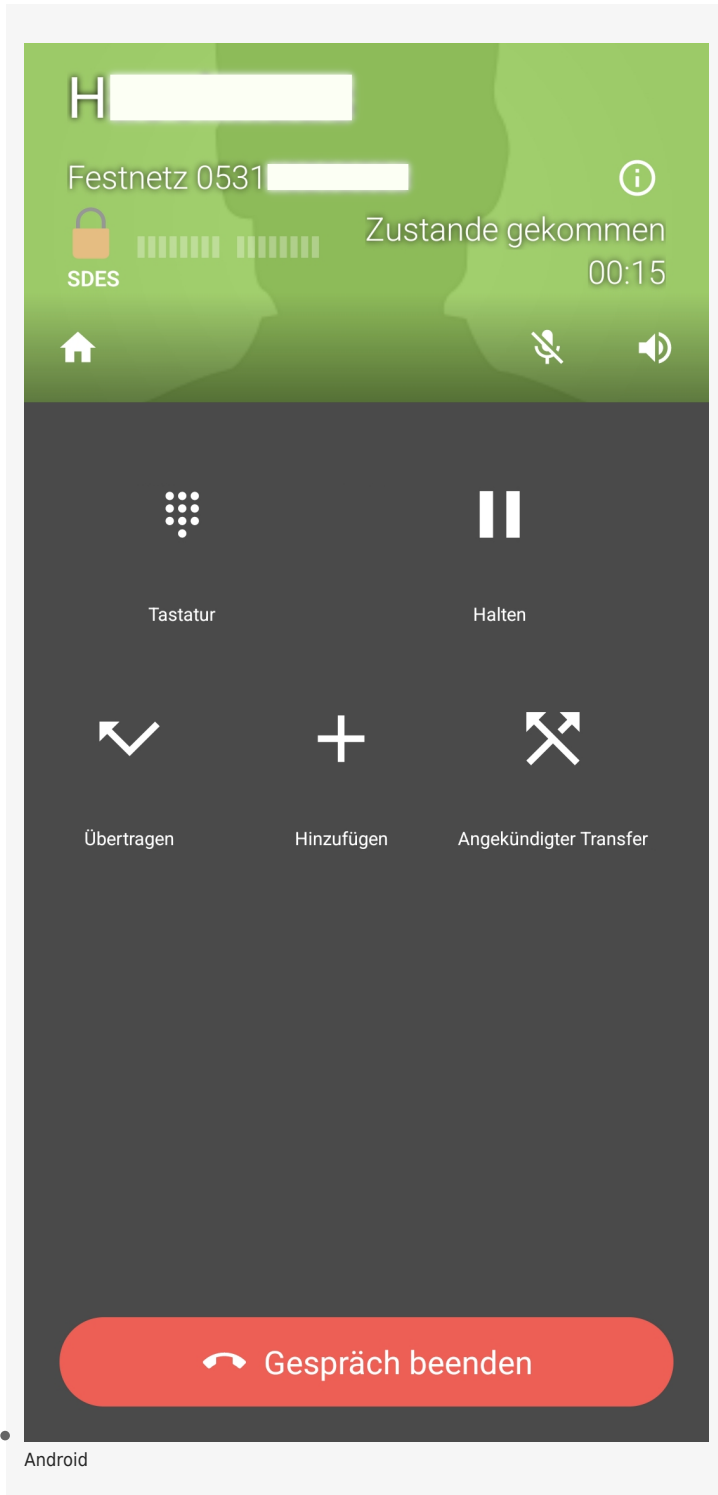 H
Festnetz 0531
Zustande gekommen
SDES
00:15
Tastatur
Halten
Übertragen
Hinzufügen
Angekündigter Transfer
Gespräch beenden
Android